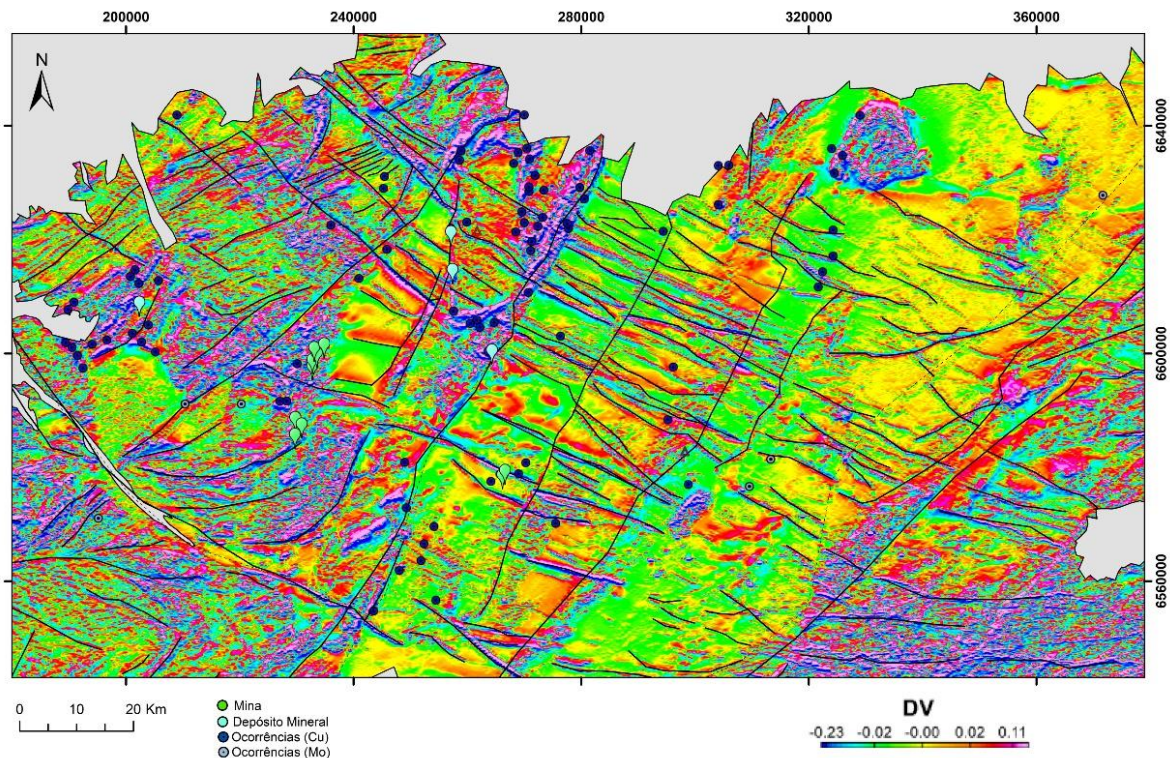 200000 240000 280000 320000 360000
N
6640000
6600000
6560000
0 10 20 Km
Mina
Depósito Mineral
Ocorrências (Cu)
Ocorrências (Mo)
DV
-0.23 -0.02 -0.00 0.02 0.11